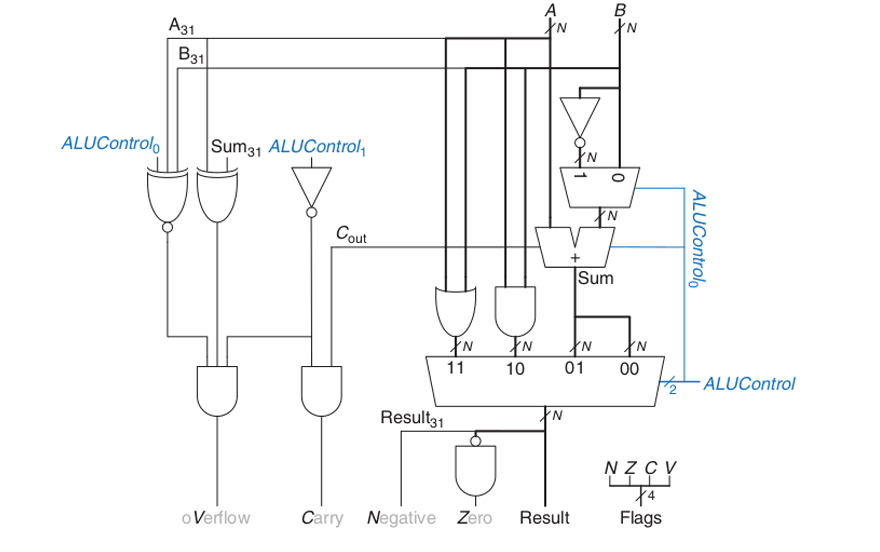 A B
A31 N N
B31
ALUControl0 Sum31 ALUControl1
N
1 0
N
ALUControl0
Cout
+
Sum
N N N N
11 10 01 00
2 ALUControl
Result31 N
N Z C V
4
oVerflow Carry Negative Zero Result Flags